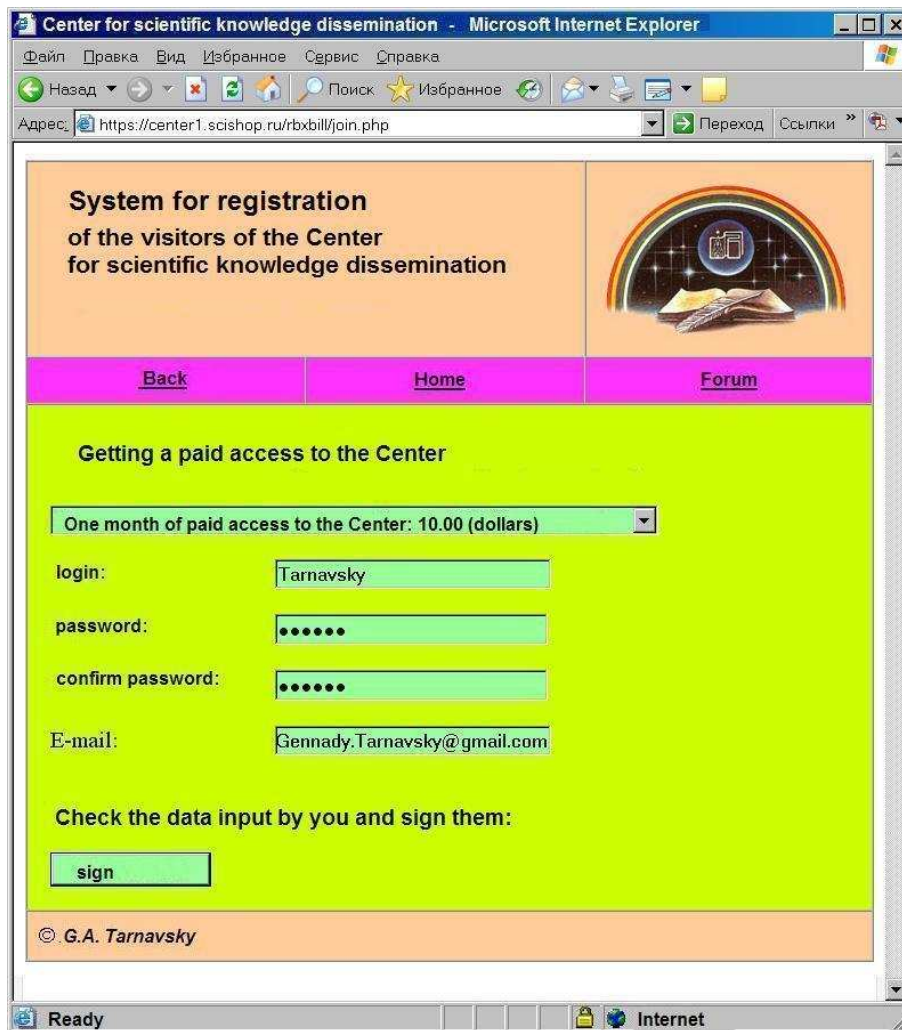 Center for scientific knowledge dissemination - Microsoft Internet Explorer
Файл Правка Вид Избранное Сервис Справка
Назад Поиск Избранное
Адрес: https://center1.scishop.ru/rbxbill/join.php Переход Ссылки »
System for registration
of the visitors of the Center
for scientific knowledge dissemination
Back Home Forum
Getting a paid access to the Center
One month of paid access to the Center: 10.00 (dollars)
login: Tarnavsky
password: ••••••
confirm password: ••••••
E-mail: Gennady.Tarnavsky@gmail.com
Check the data input by you and sign them:
sign
© G.A. Tarnavsky
Ready Internet